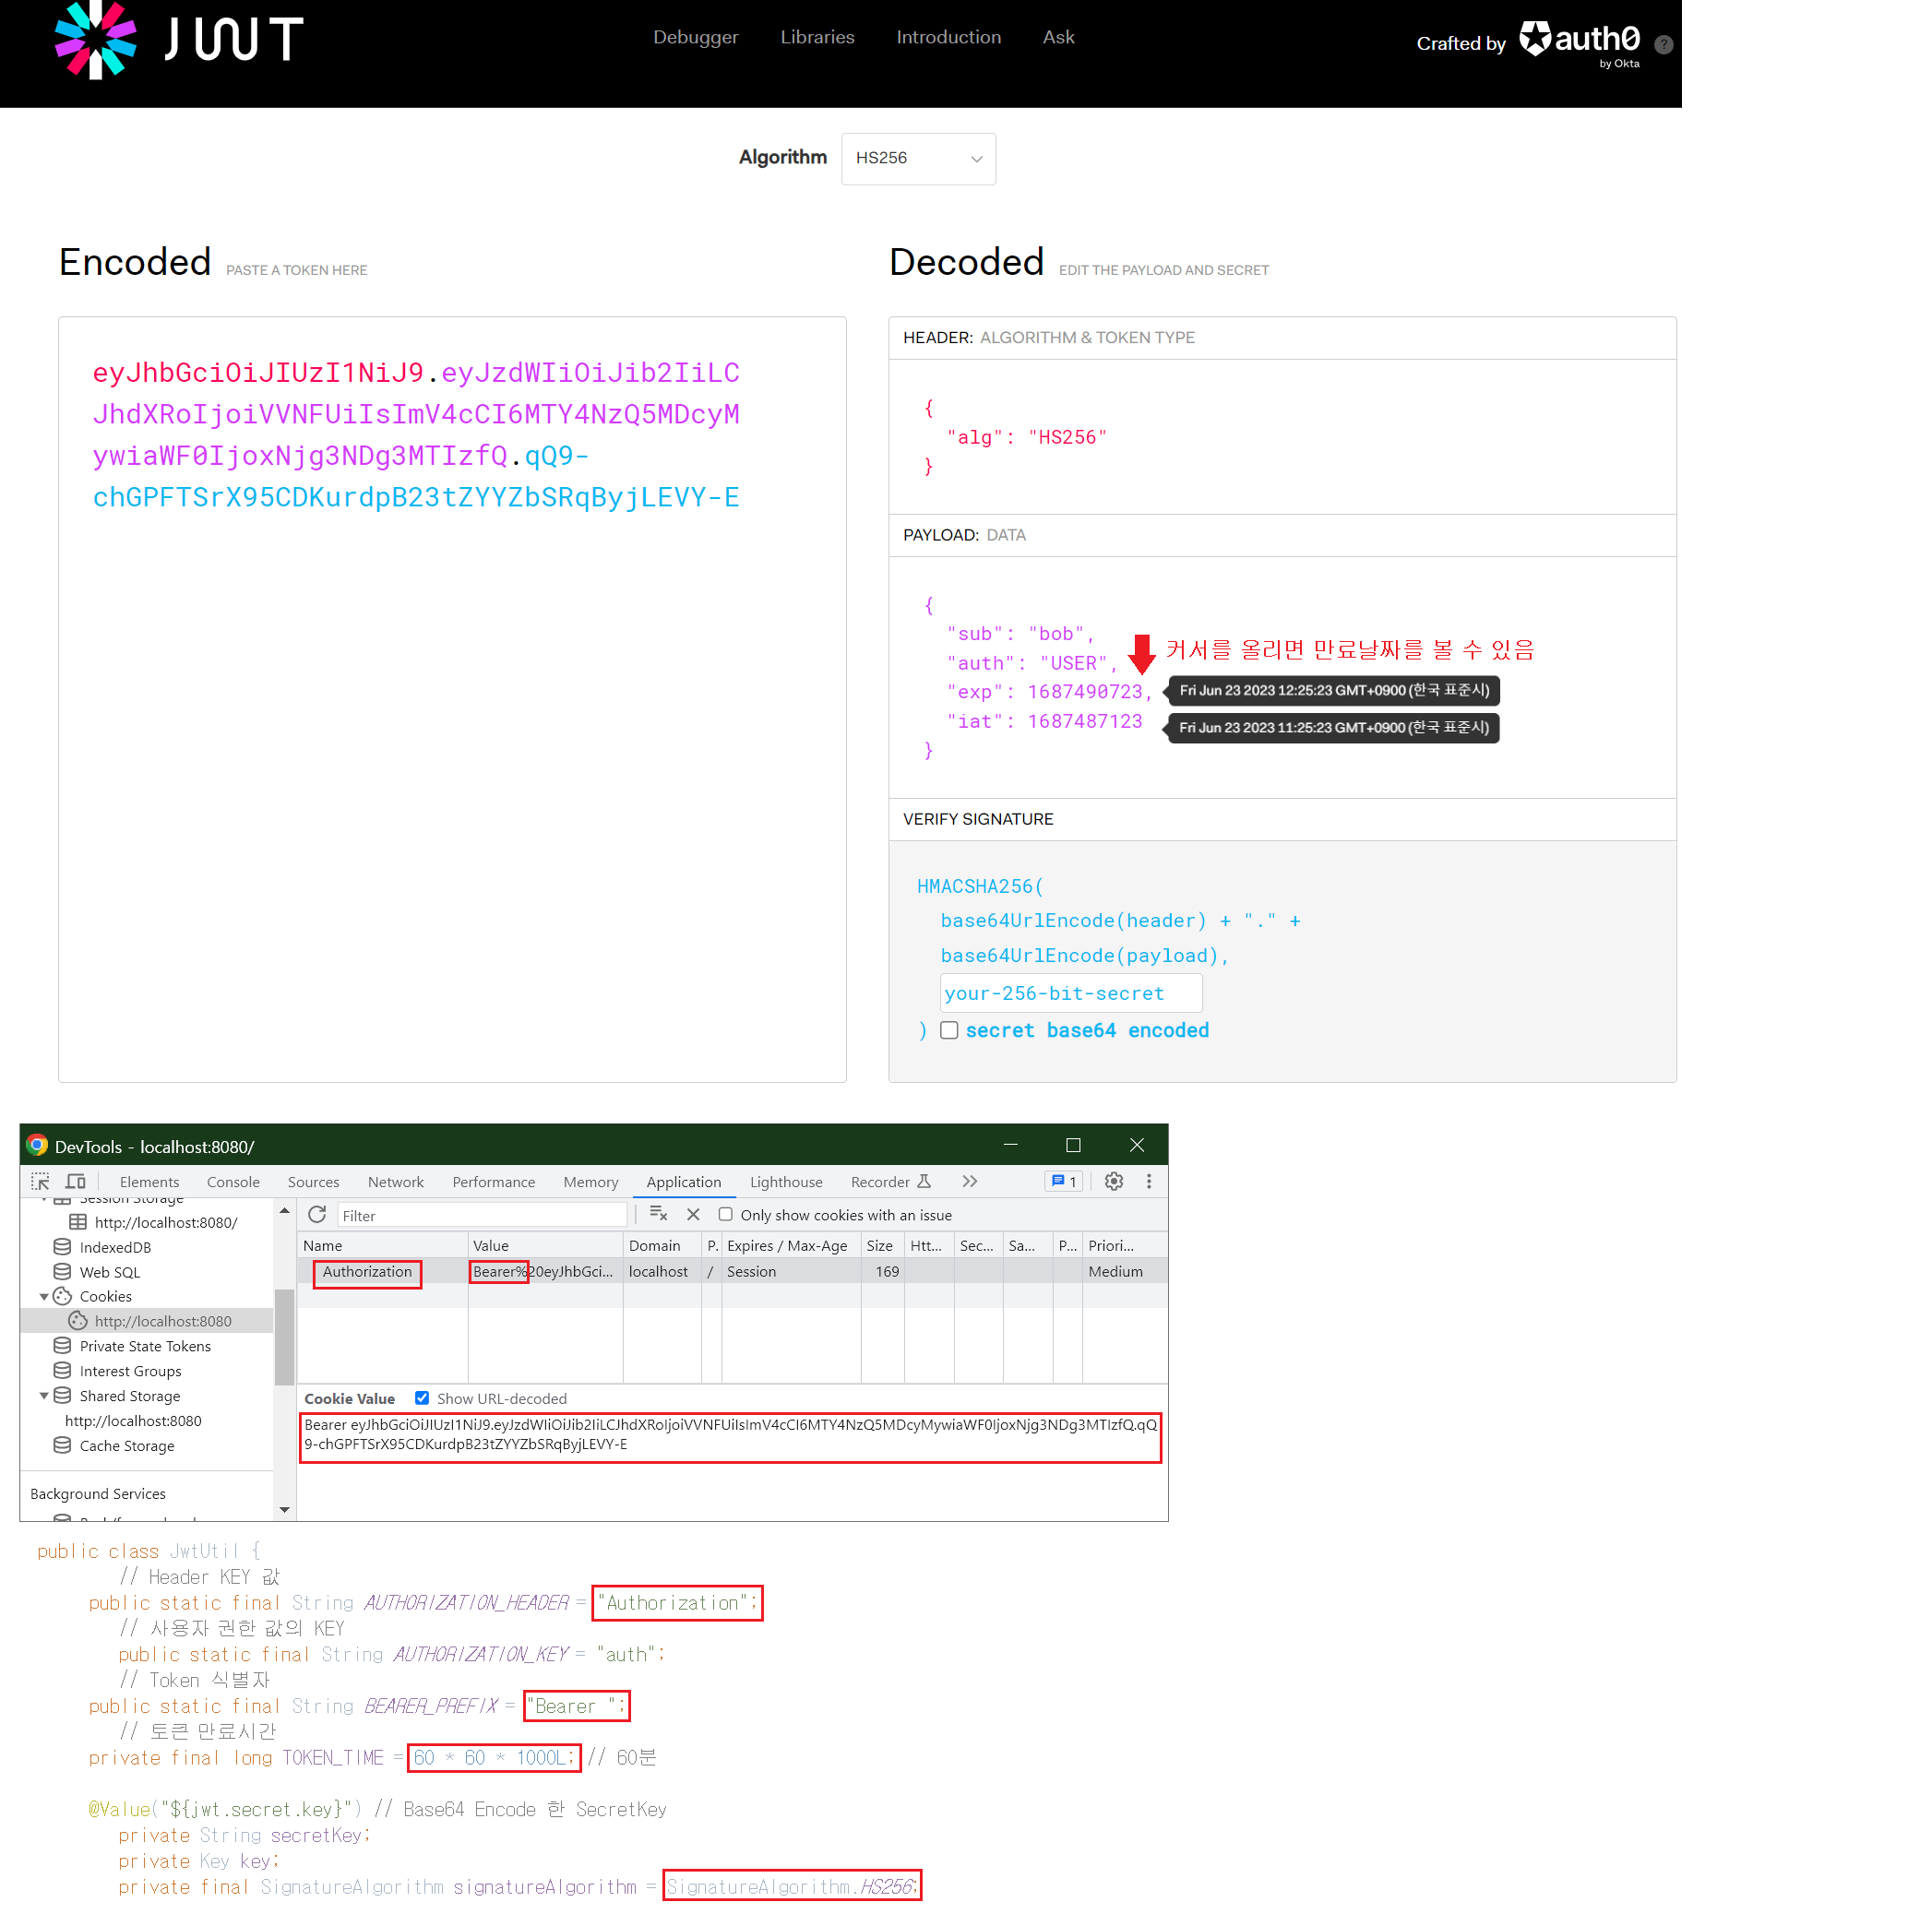 JWT
Debugger
Libraries
Introduction
Ask
Crafted by
auth0
by Okta
?
Algorithm
HS256
Encoded
PASTE A TOKEN HERE
Decoded
EDIT THE PAYLOAD AND SECRET
eyJhbGciOiJIUzI1NiJ9.eyJzdWIiOiJib2IiLC
JhdXRoIjoiVVNFUiIsImV4cCI6MTY4NzQ5MDcyM
ywiaWF0IjoxNjg3NDg3MTIzfQ.qQ9-
chGPFTSrX95CDKurdpB23tZYYZbSRqByjLEVY-E
HEADER: ALGORITHM & TOKEN TYPE
{
"alg": "HS256"
}
PAYLOAD: DATA
{
"sub": "bob",
"auth": "USER",
커서를 올리면 만료날짜를 볼 수 있음
"exp": 1687490723,
Fri Jun 23 2023 12:25:23 GMT+0900 (한국 표준시)
"iat": 1687487123
Fri Jun 23 2023 11:25:23 GMT+0900 (한국 표준시)
}
VERIFY SIGNATURE
HMACSHA256(
base64UrlEncode(header) + "." +
base64UrlEncode(payload),
your-256-bit-secret
) secret base64 encoded
DevTools - localhost:8080/
Elements
Console
Sources
Network
Performance
Memory
Application
Lighthouse
Recorder
1
Session Storage
http://localhost:8080/
IndexedDB
Web SQL
Cookies
http://localhost:8080
Private State Tokens
Interest Groups
Shared Storage
http://localhost:8080
Cache Storage
Background Services
Filter
Only show cookies with an issue
Name Value Domain P. Expires / Max-Age Size Htt... Sec... Sa... P... Priori...
Authorization Bearer%20eyJhbGci... localhost / Session 169 Medium
Cookie Value Show URL-decoded
Bearer eyJhbGciOiJIUzI1NiJ9.eyJzdWIiOiJib2IiLCJhdXRoIjoiVVNFUiIsImV4cCI6MTY4NzQ5MDcyMywiaWF0IjoxNjg3NDg3MTIzfQ.qQ
9-chGPFTSrX95CDKurdpB23tZYYZbSRqByjLEVY-E
public class JwtUtil {
// Header KEY 값
public static final String AUTHORIZATION_HEADER = "Authorization";
// 사용자 권한 값의 KEY
public static final String AUTHORIZATION_KEY = "auth";
// Token 식별자
public static final String BEARER_PREFIX = "Bearer ";
// 토큰 만료시간
private final long TOKEN_TIME = 60 * 60 * 1000L; // 60분
@Value("${jwt.secret.key}") // Base64 Encode 한 SecretKey
private String secretKey;
private Key key;
private final SignatureAlgorithm signatureAlgorithm = SignatureAlgorithm.HS256;